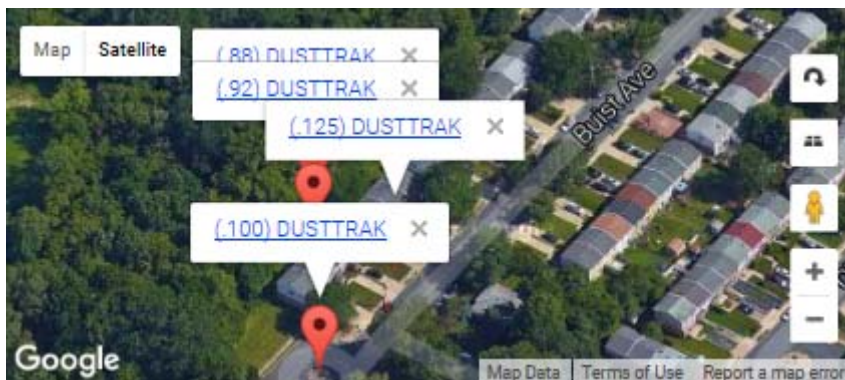 Map Satellite
(.88) DUSTTRAK ×
(.92) DUSTTRAK ×
(.125) DUSTTRAK ×
Buist Ave
(.100) DUSTTRAK ×
Google
Map Data Terms of Use Report a map error